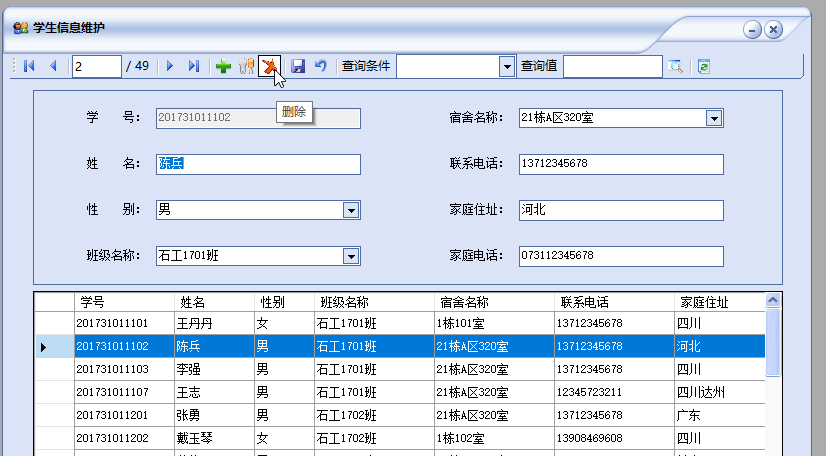 学生信息维护
2 / 49 查询条件 查询值
删除
学 号： 201731011102 宿舍名称： 21栋A区320室
姓 名： 陈兵 联系电话： 13712345678
性 别： 男 家庭住址： 河北
班级名称： 石工1701班 家庭电话： 073112345678
学号 姓名 性别 班级名称 宿舍名称 联系电话 家庭住址
201731011101 王丹丹 女 石工1701班 1栋101室 13712345678 四川
201731011102 陈兵 男 石工1701班 21栋A区320室 13712345678 河北
201731011103 李强 男 石工1701班 21栋A区320室 13712345678 四川
201731011107 王志 男 石工1701班 21栋A区320室 12345723211 四川达州
201731011201 张勇 男 石工1702班 21栋A区320室 13712345678 广东
201731011202 戴玉琴 女 石工1702班 1栋102室 13908469608 四川